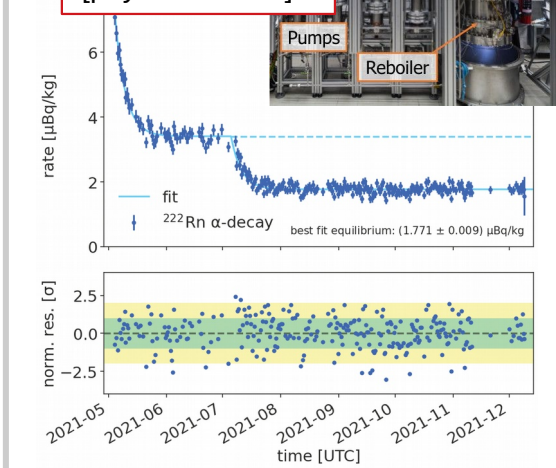 Pumps
Reboiler
rate [µBq/kg]
6
4
2
0
fit
²²²Rn α-decay
best fit equilibrium: (1.771 ± 0.009) µBq/kg
norm. res. [σ]
2.5
0.0
−2.5
2021-05
2021-06
2021-07
2021-08
2021-09
2021-10
2021-11
2021-12
time [UTC]